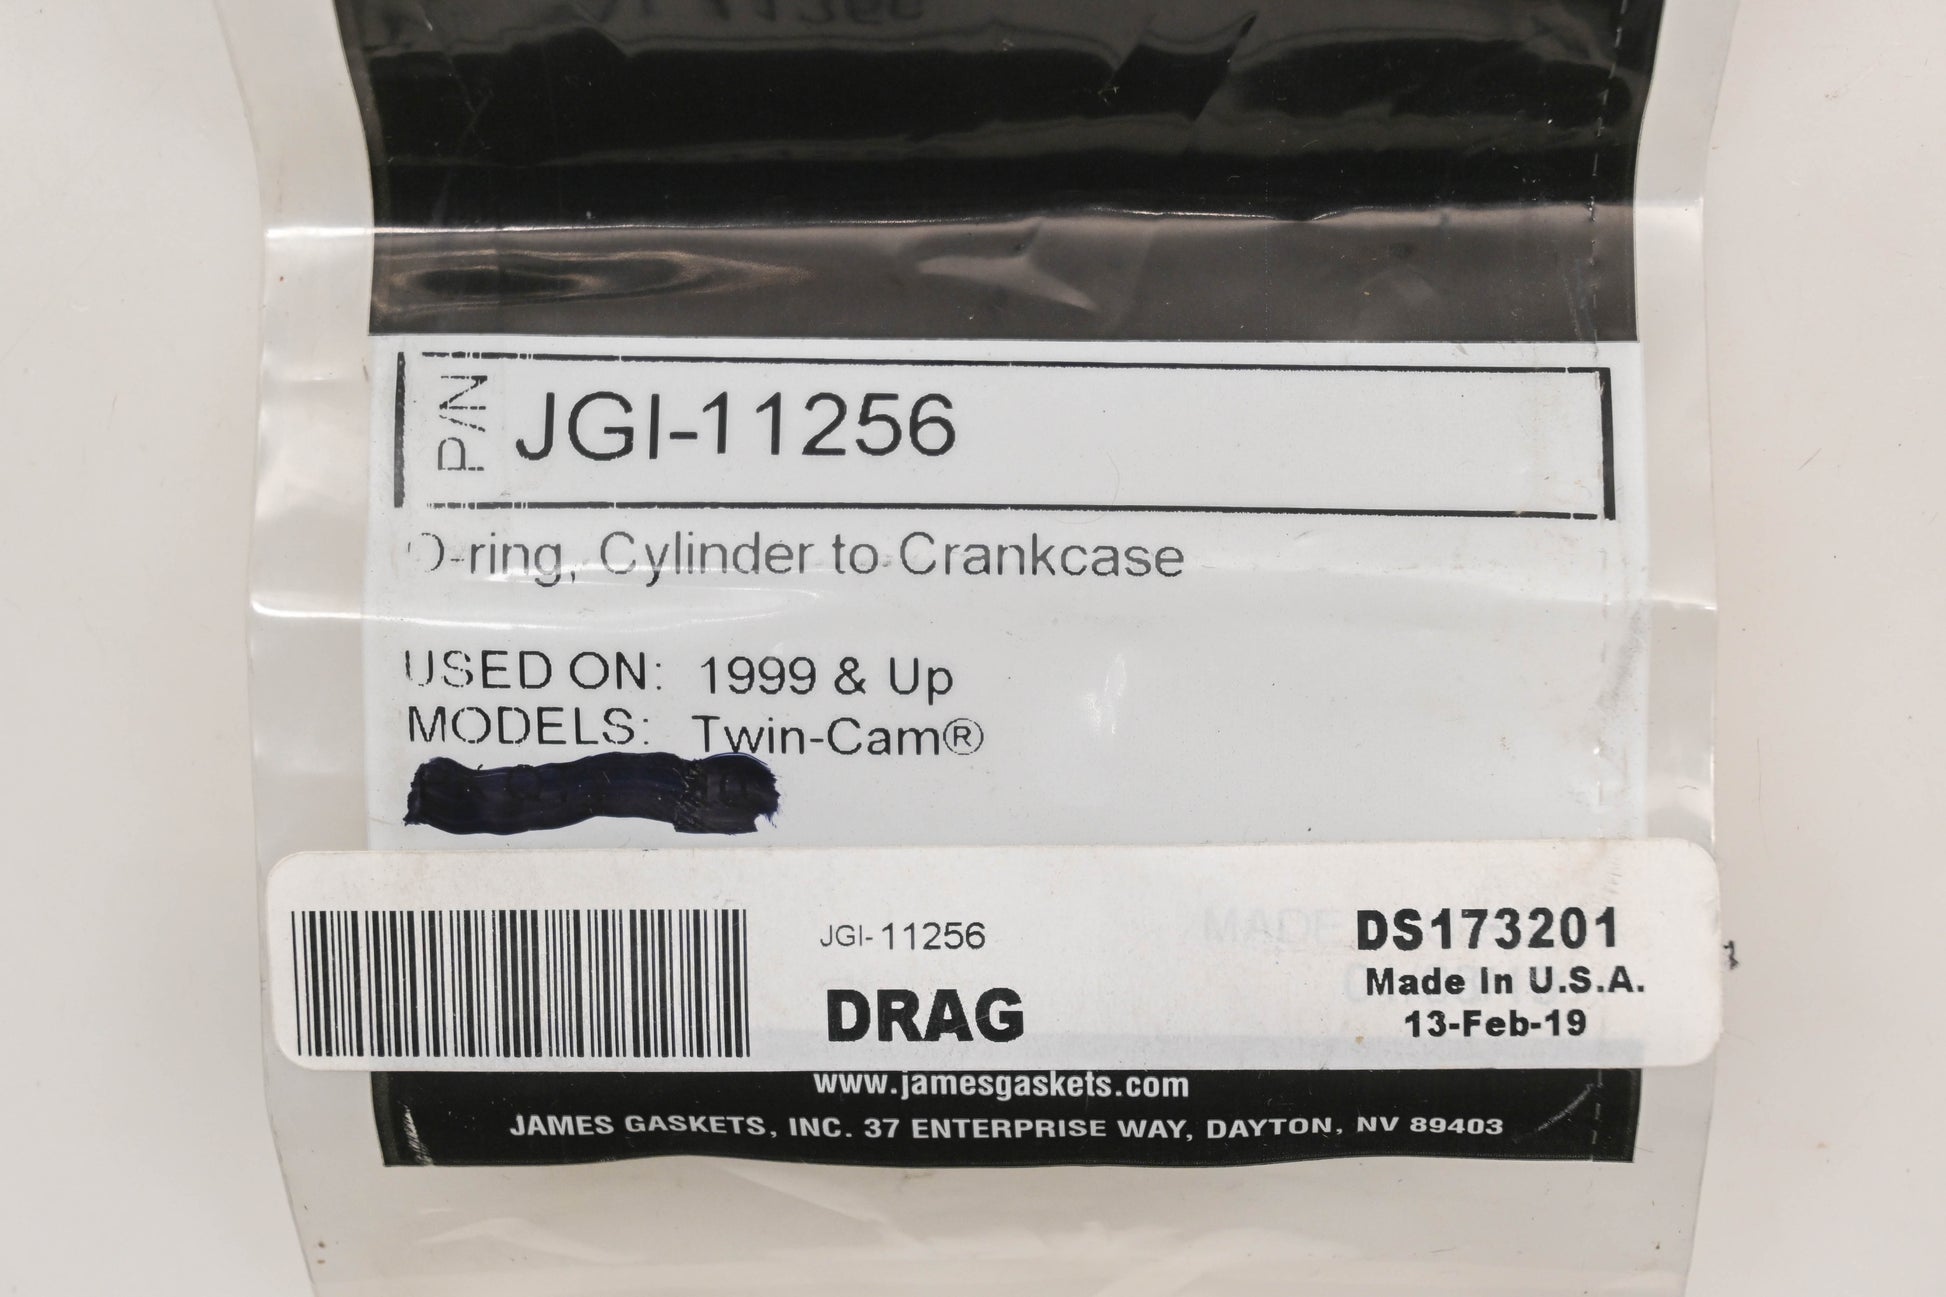 P/N JGI-11256
O-ring, Cylinder to Crankcase
USED ON: 1999 & Up
MODELS: Twin-Cam®
JGI-11256
DRAG
DS173201
Made In U.S.A.
13-Feb-19
www.jamesgaskets.com
JAMES GASKETS, INC. 37 ENTERPRISE WAY, DAYTON, NV 89403